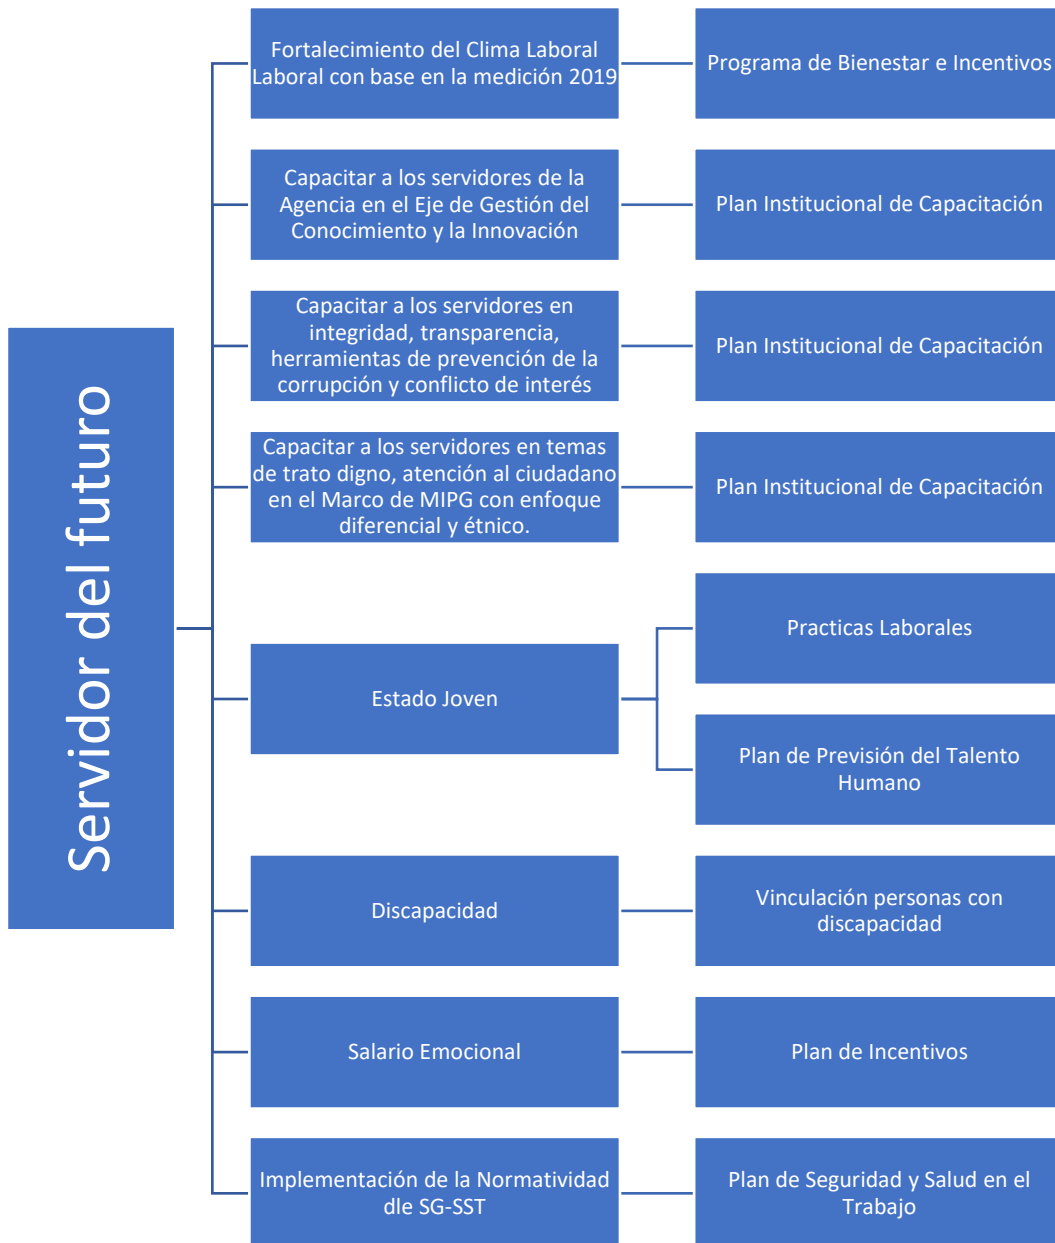 Servidor del futuro
Fortalecimiento del Clima Laboral
Laboral con base en la medición 2019
Programa de Bienestar e Incentivos
Capacitar a los servidores de la
Agencia en el Eje de Gestión del
Conocimiento y la Innovación
Plan Institucional de Capacitación
Capacitar a los servidores en
integridad, transparencia,
herramientas de prevención de la
corrupción y conflicto de interés
Plan Institucional de Capacitación
Capacitar a los servidores en temas
de trato digno, atención al ciudadano
en el Marco de MIPG con enfoque
diferencial y étnico.
Plan Institucional de Capacitación
Estado Joven
Practicas Laborales
Plan de Previsión del Talento
Humano
Discapacidad
Vinculación personas con
discapacidad
Salario Emocional
Plan de Incentivos
Implementación de la Normatividad
dle SG-SST
Plan de Seguridad y Salud en el
Trabajo